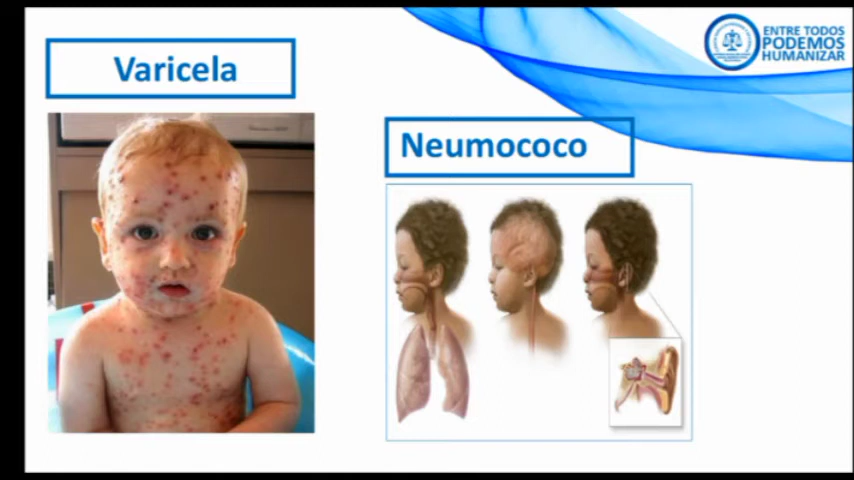 Varicela
ENTRE TODOS
PODEMOS
HUMANIZAR
Neumococo